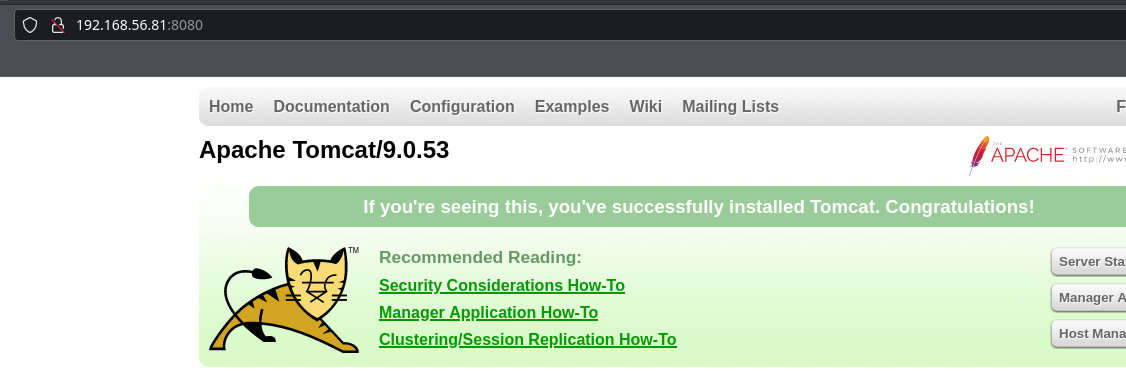 192.168.56.81:8080
Home Documentation Configuration Examples Wiki Mailing Lists F
Apache Tomcat/9.0.53
THE
APACHE SOFTWARE
http://www
If you're seeing this, you've successfully installed Tomcat. Congratulations!
TM
Recommended Reading:
Security Considerations How-To
Manager Application How-To
Clustering/Session Replication How-To
Server Sta
Manager A
Host Mana